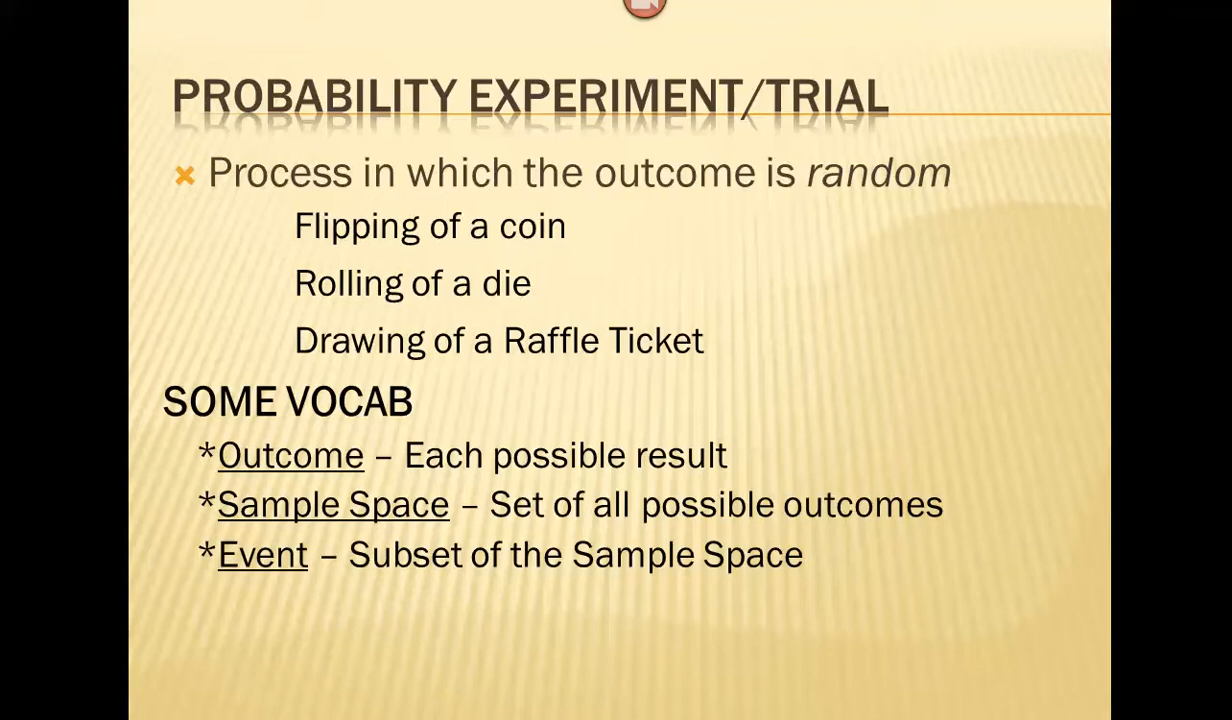 PROBABILITY EXPERIMENT/TRIAL
Process in which the outcome is random
Flipping of a coin
Rolling of a die
Drawing of a Raffle Ticket
SOME VOCAB
*Outcome – Each possible result
*Sample Space – Set of all possible outcomes
*Event – Subset of the Sample Space